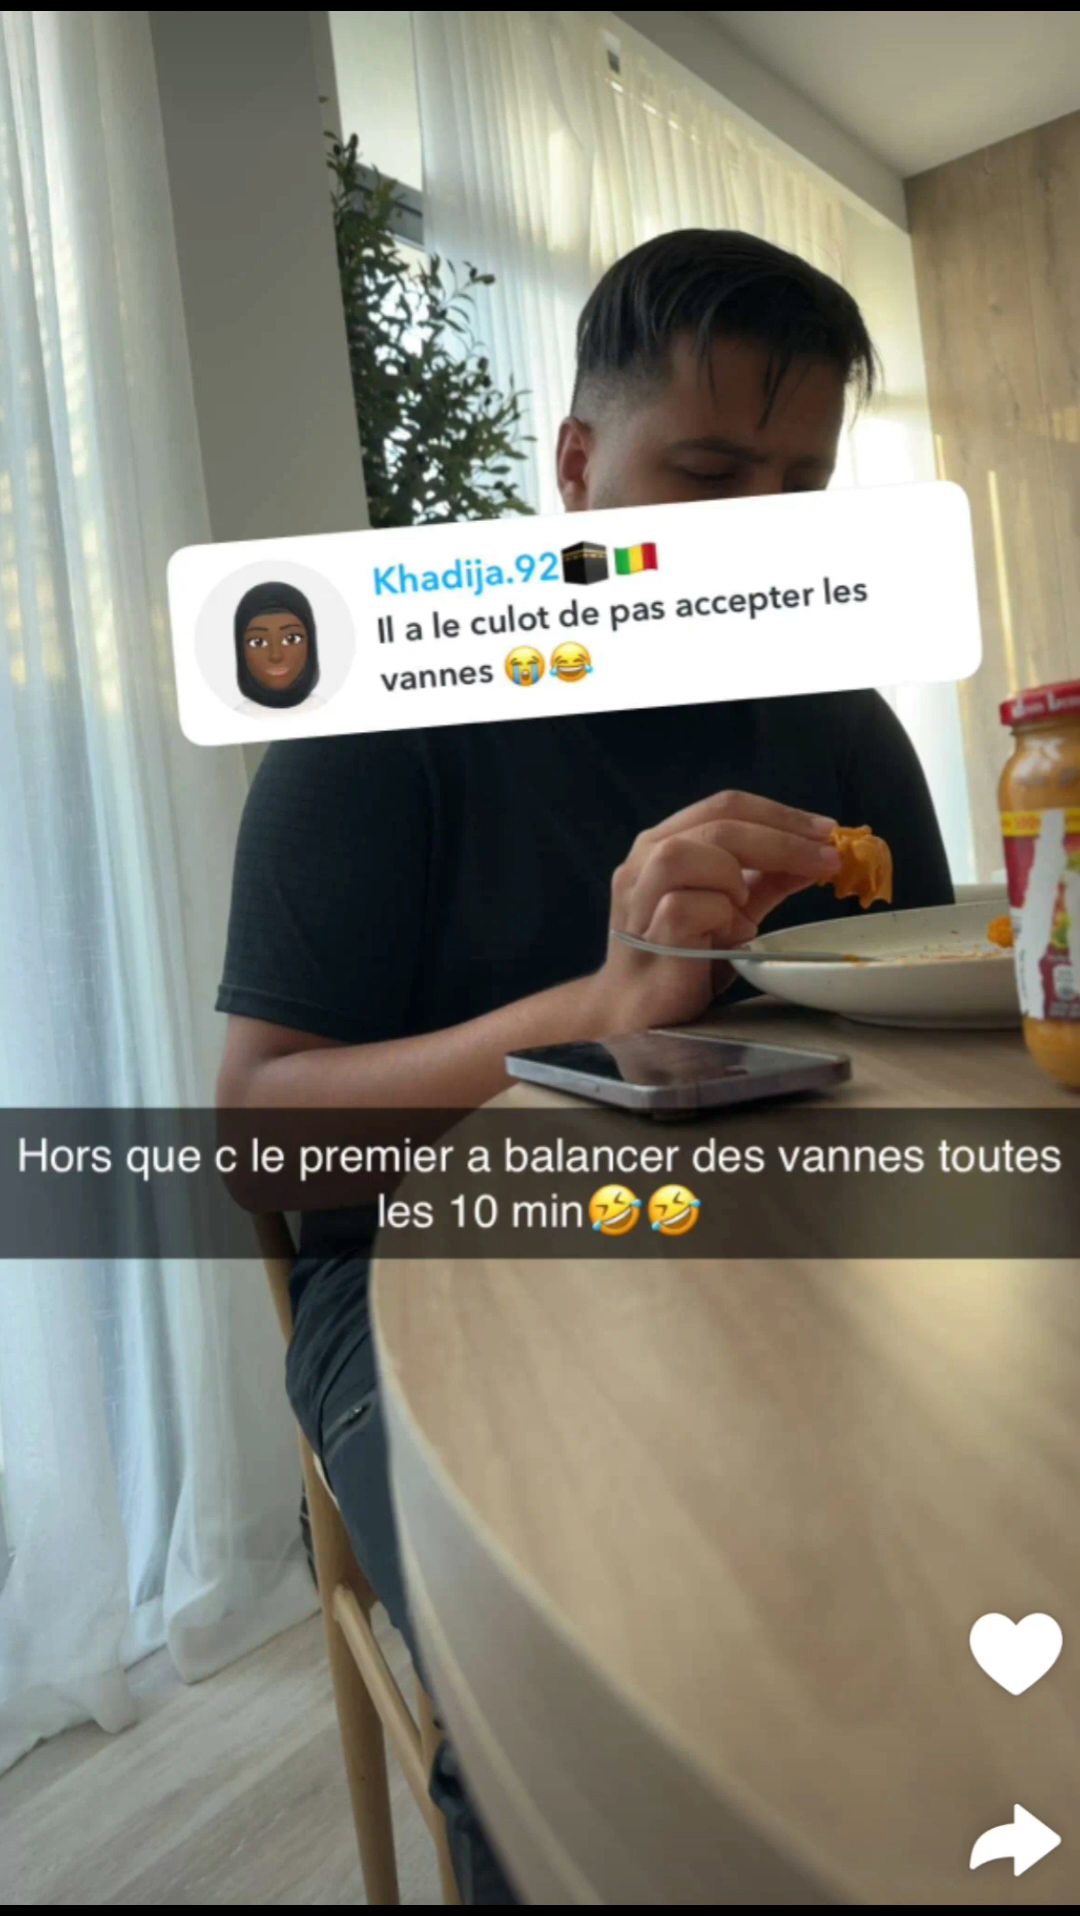 Khadija.92🕋🇲🇱
Il a le culot de pas accepter les
vannes 😭😂
Hors que c le premier a balancer des vannes toutes
les 10 min🤣🤣